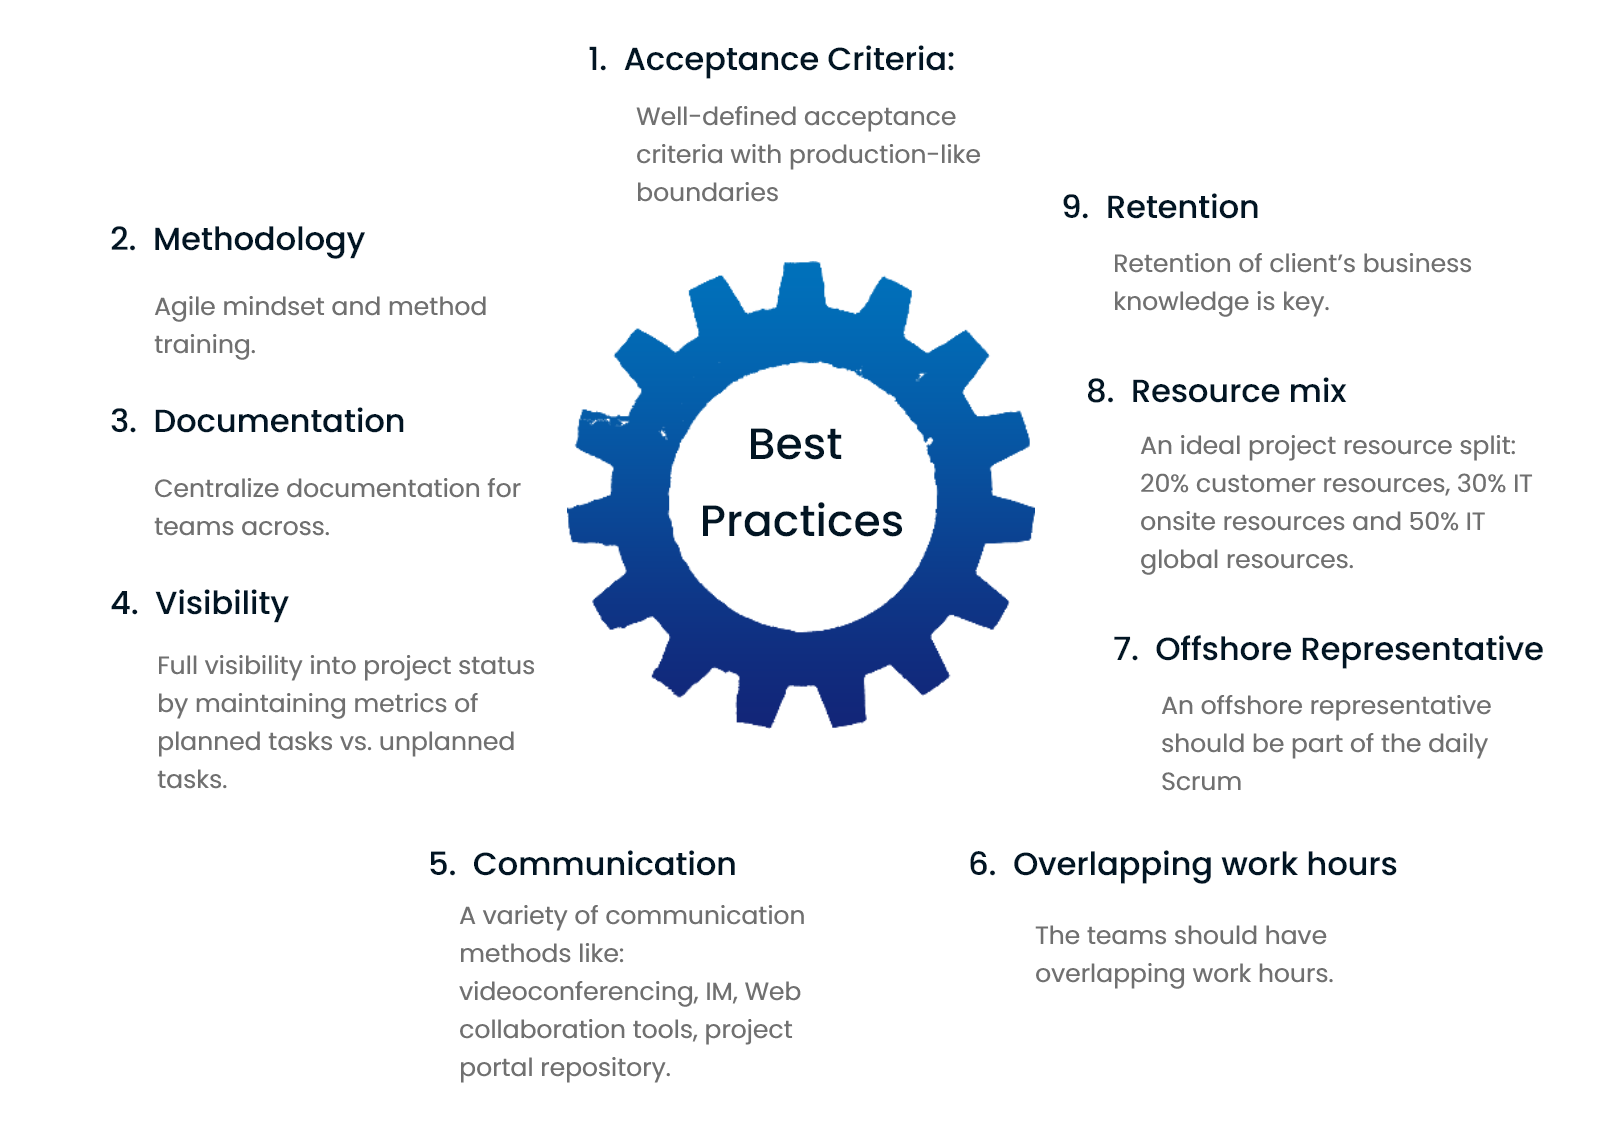 1. Acceptance Criteria:
Well-defined acceptance
criteria with production-like
boundaries
2. Methodology
Agile mindset and method
training.
3. Documentation
Centralize documentation for
teams across.
4. Visibility
Full visibility into project status
by maintaining metrics of
planned tasks vs. unplanned
tasks.
5. Communication
A variety of communication
methods like:
videoconferencing, IM, Web
collaboration tools, project
portal repository.
6. Overlapping work hours
The teams should have
overlapping work hours.
7. Offshore Representative
An offshore representative
should be part of the daily
Scrum
8. Resource mix
An ideal project resource split:
20% customer resources, 30% IT
onsite resources and 50% IT
global resources.
9. Retention
Retention of client’s business
knowledge is key.
Best
Practices